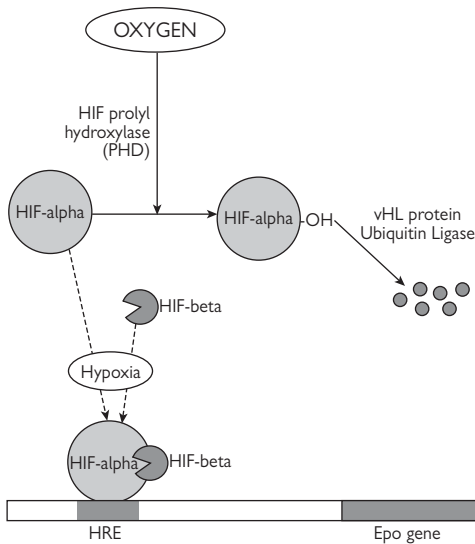 OXYGEN
HIF prolyl
hydroxylase
(PHD)
HIF-alpha
HIF-alpha
-OH
vHL protein
Ubiquitin Ligase
HIF-beta
Hypoxia
HIF-alpha
HIF-beta
HRE
Epo gene